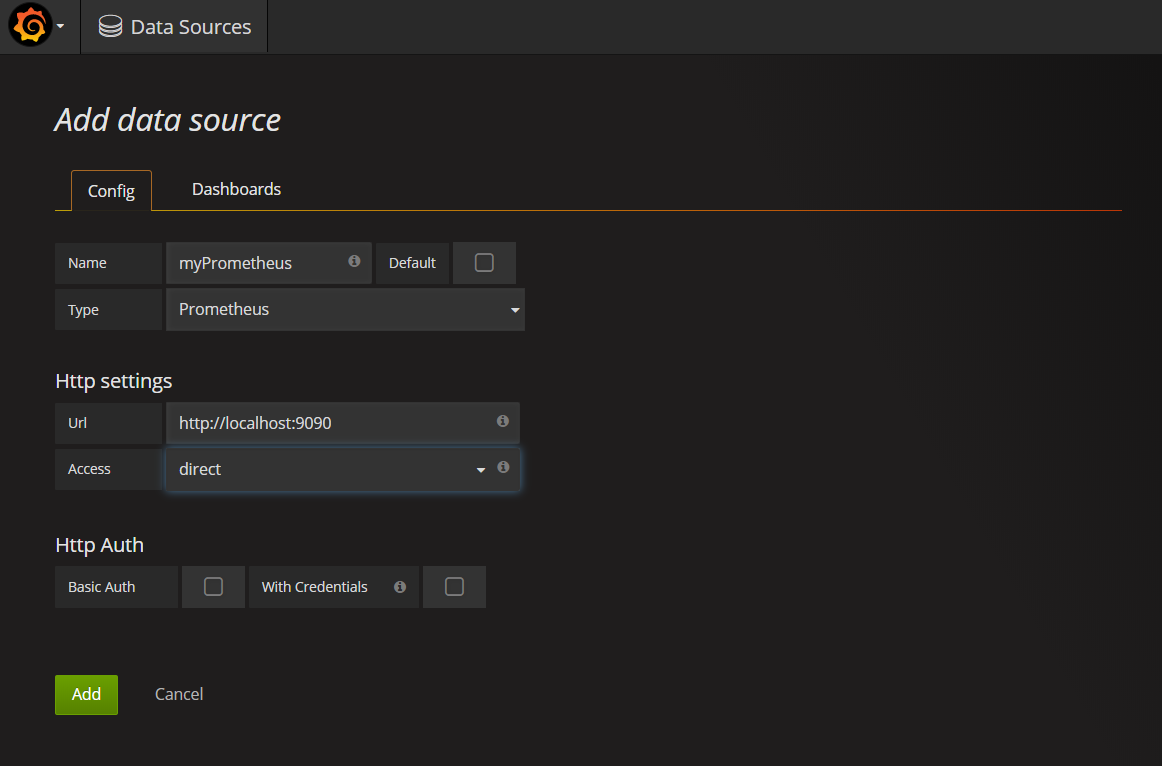 Data Sources
Add data source
Config Dashboards
Name myPrometheus Default
Type Prometheus
Http settings
Url http://localhost:9090
Access direct
Http Auth
Basic Auth With Credentials
Add Cancel